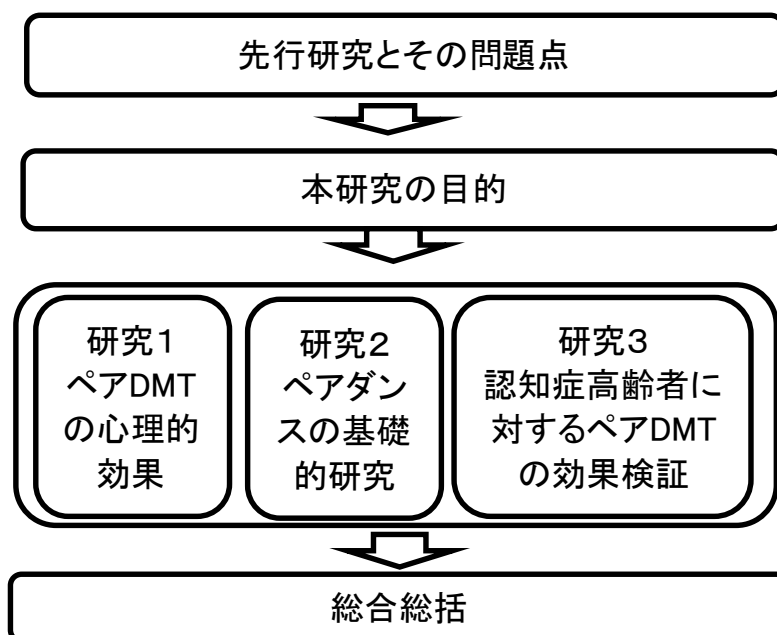 先行研究とその問題点
本研究の目的
研究１
ペアDMT
の心理的
効果
研究２
ペアダン
スの基礎
的研究
研究３
認知症高齢者に
対するペアDMT
の効果検証
総合総括